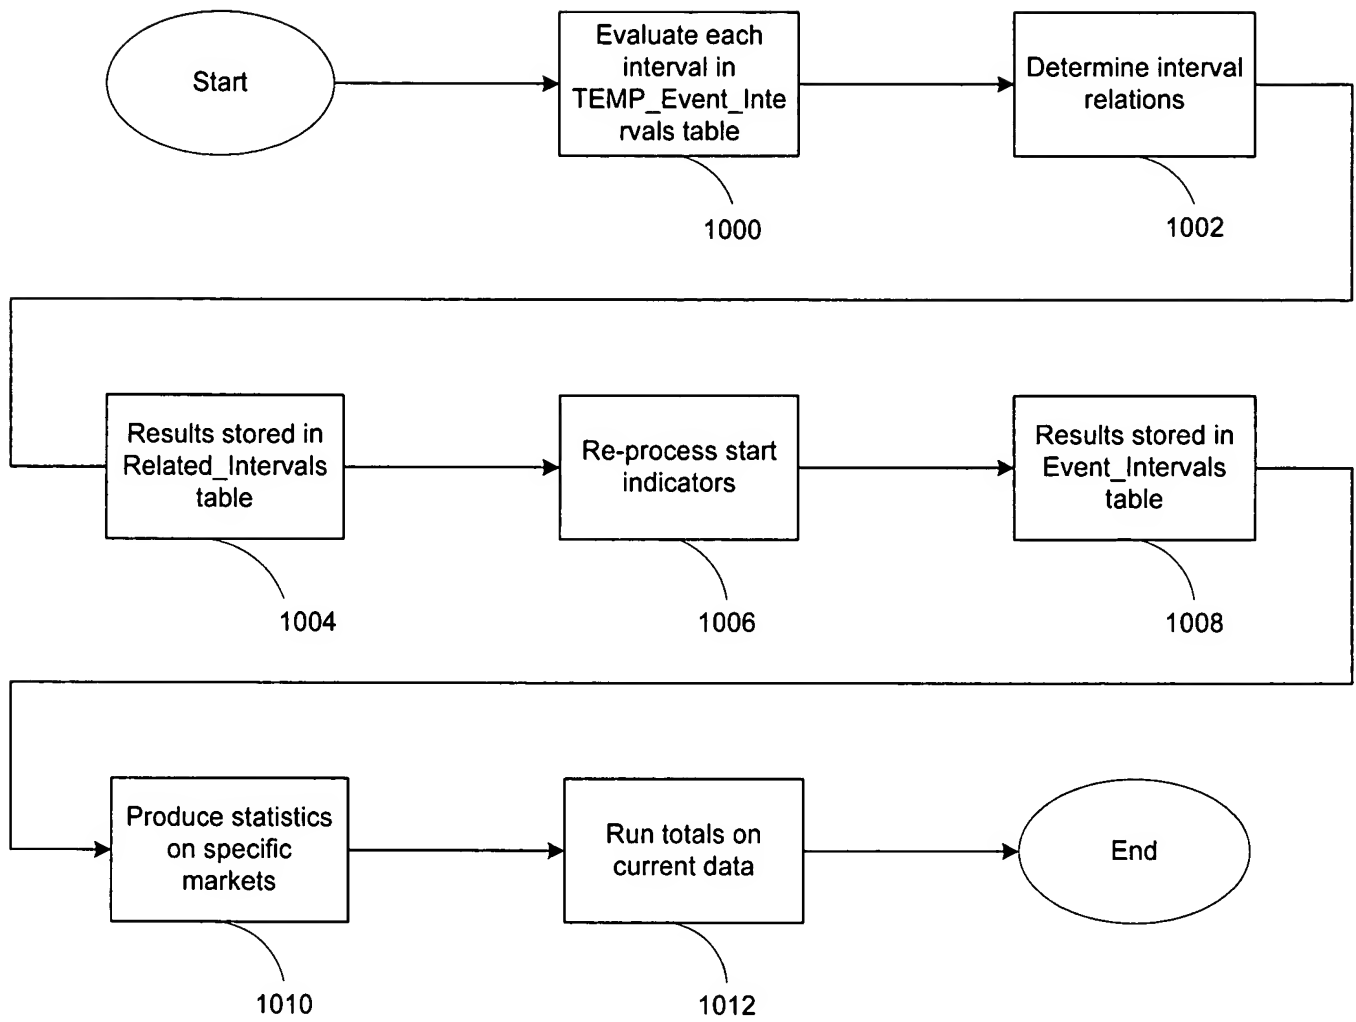 Start
Evaluate each
interval in
TEMP_Event_Inte
rvals table
Determine interval
relations
1000
1002
Results stored in
Related_Intervals
table
Re-process start
indicators
Results stored in
Event_Intervals
table
1004
1006
1008
Produce statistics
on specific
markets
Run totals on
current data
End
1010
1012